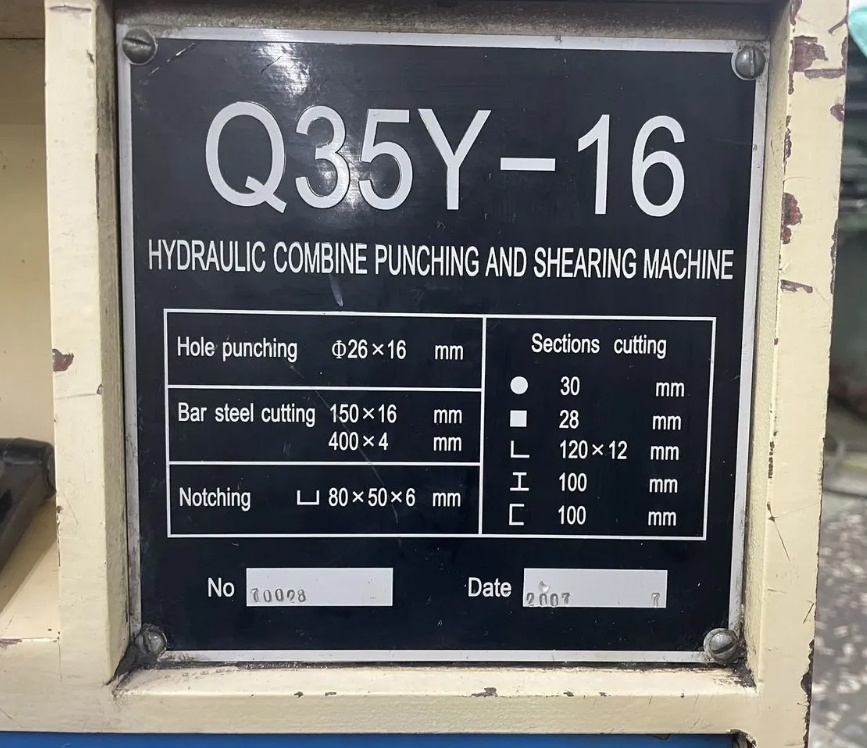 Q35Y-16
HYDRAULIC COMBINE PUNCHING AND SHEARING MACHINE
Hole punching Φ26×16 mm
Bar steel cutting 150×16 mm
400×4 mm
Notching 80×50×6 mm
Sections cutting
30 mm
28 mm
120×12 mm
100 mm
100 mm
No 70098
Date 2007 7